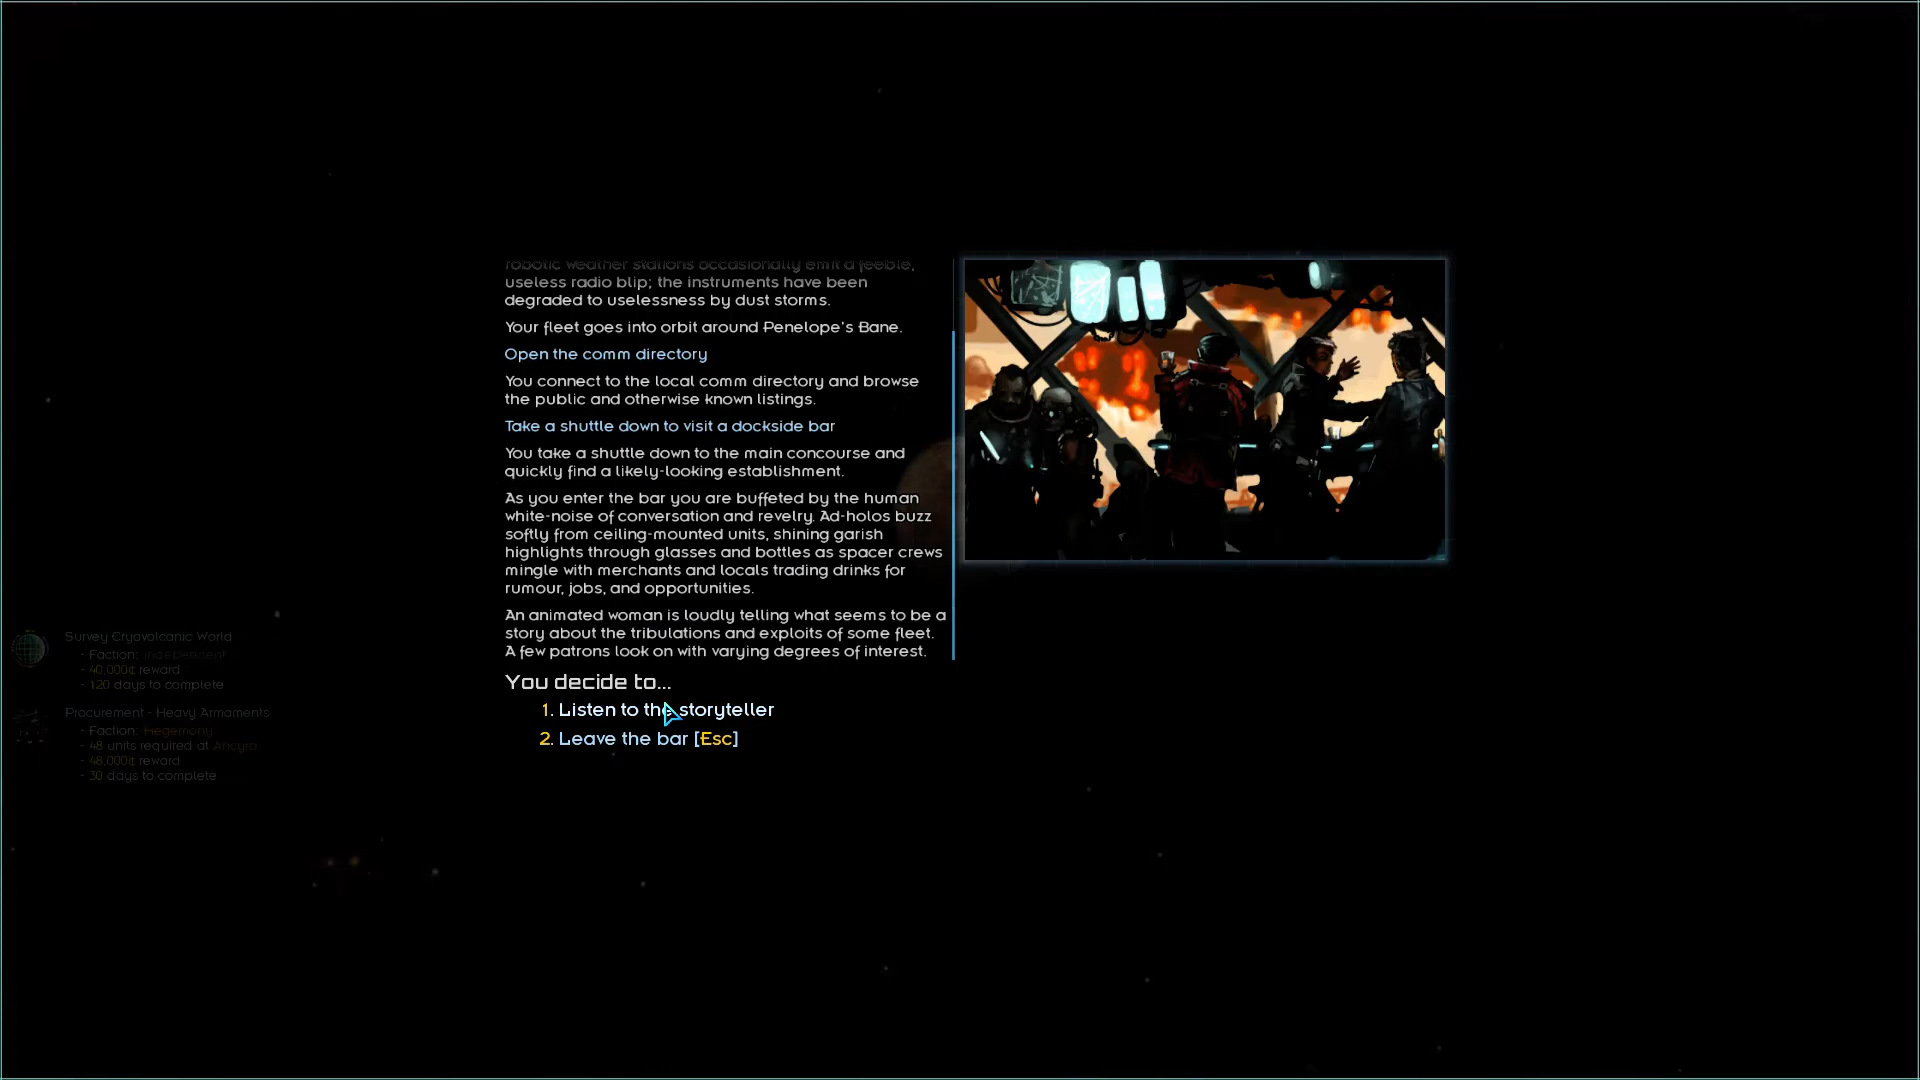 robotic weather stations occasionally emit a feeble,
useless radio blip; the instruments have been
degraded to uselessness by dust storms.
Your fleet goes into orbit around Penelope's Bane.
Open the comm directory
You connect to the local comm directory and browse
the public and otherwise known listings.
Take a shuttle down to visit a dockside bar
You take a shuttle down to the main concourse and
quickly find a likely-looking establishment.
As you enter the bar you are buffeted by the human
white-noise of conversation and revelry. Ad-holos buzz
softly from ceiling-mounted units, shining garish
highlights through glasses and bottles as spacer crews
mingle with merchants and locals trading drinks for
rumour, jobs, and opportunities.
An animated woman is loudly telling what seems to be a
story about the tribulations and exploits of some fleet.
A few patrons look on with varying degrees of interest.
You decide to...
1. Listen to the storyteller
2. Leave the bar [Esc]
Survey Cryovolcanic World
- Faction: Independent
- 40,000¢ reward
- 120 days to complete
Procurement - Heavy Armaments
- Faction: Hegemony
- 48 units required at Ancyra
- 48,000¢ reward
- 30 days to complete